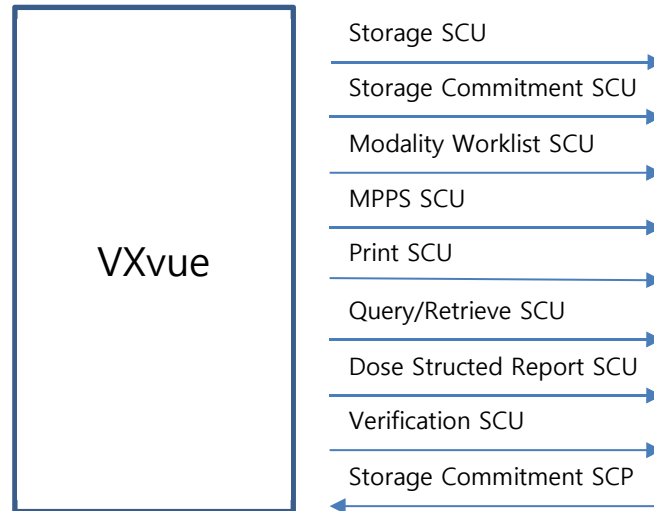 Storage SCU
Storage Commitment SCU
Modality Worklist SCU
MPPS SCU
VXvue
Print SCU
Query/Retrieve SCU
Dose Structed Report SCU
Verification SCU
Storage Commitment SCP